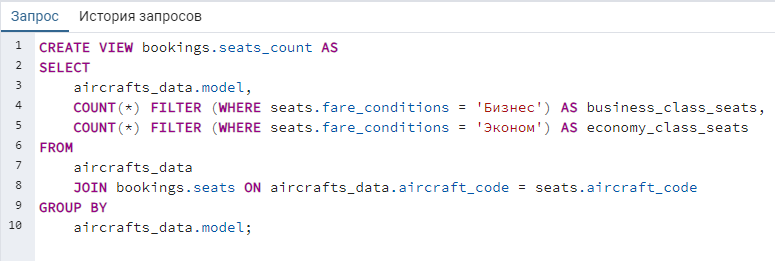 Запрос История запросов
1 CREATE VIEW bookings.seats_count AS
2 SELECT
3 aircrafts_data.model,
4 COUNT(*) FILTER (WHERE seats.fare_conditions = 'Бизнес') AS business_class_seats,
5 COUNT(*) FILTER (WHERE seats.fare_conditions = 'Эконом') AS economy_class_seats
6 FROM
7 aircrafts_data
8 JOIN bookings.seats ON aircrafts_data.aircraft_code = seats.aircraft_code
9 GROUP BY
10 aircrafts_data.model;